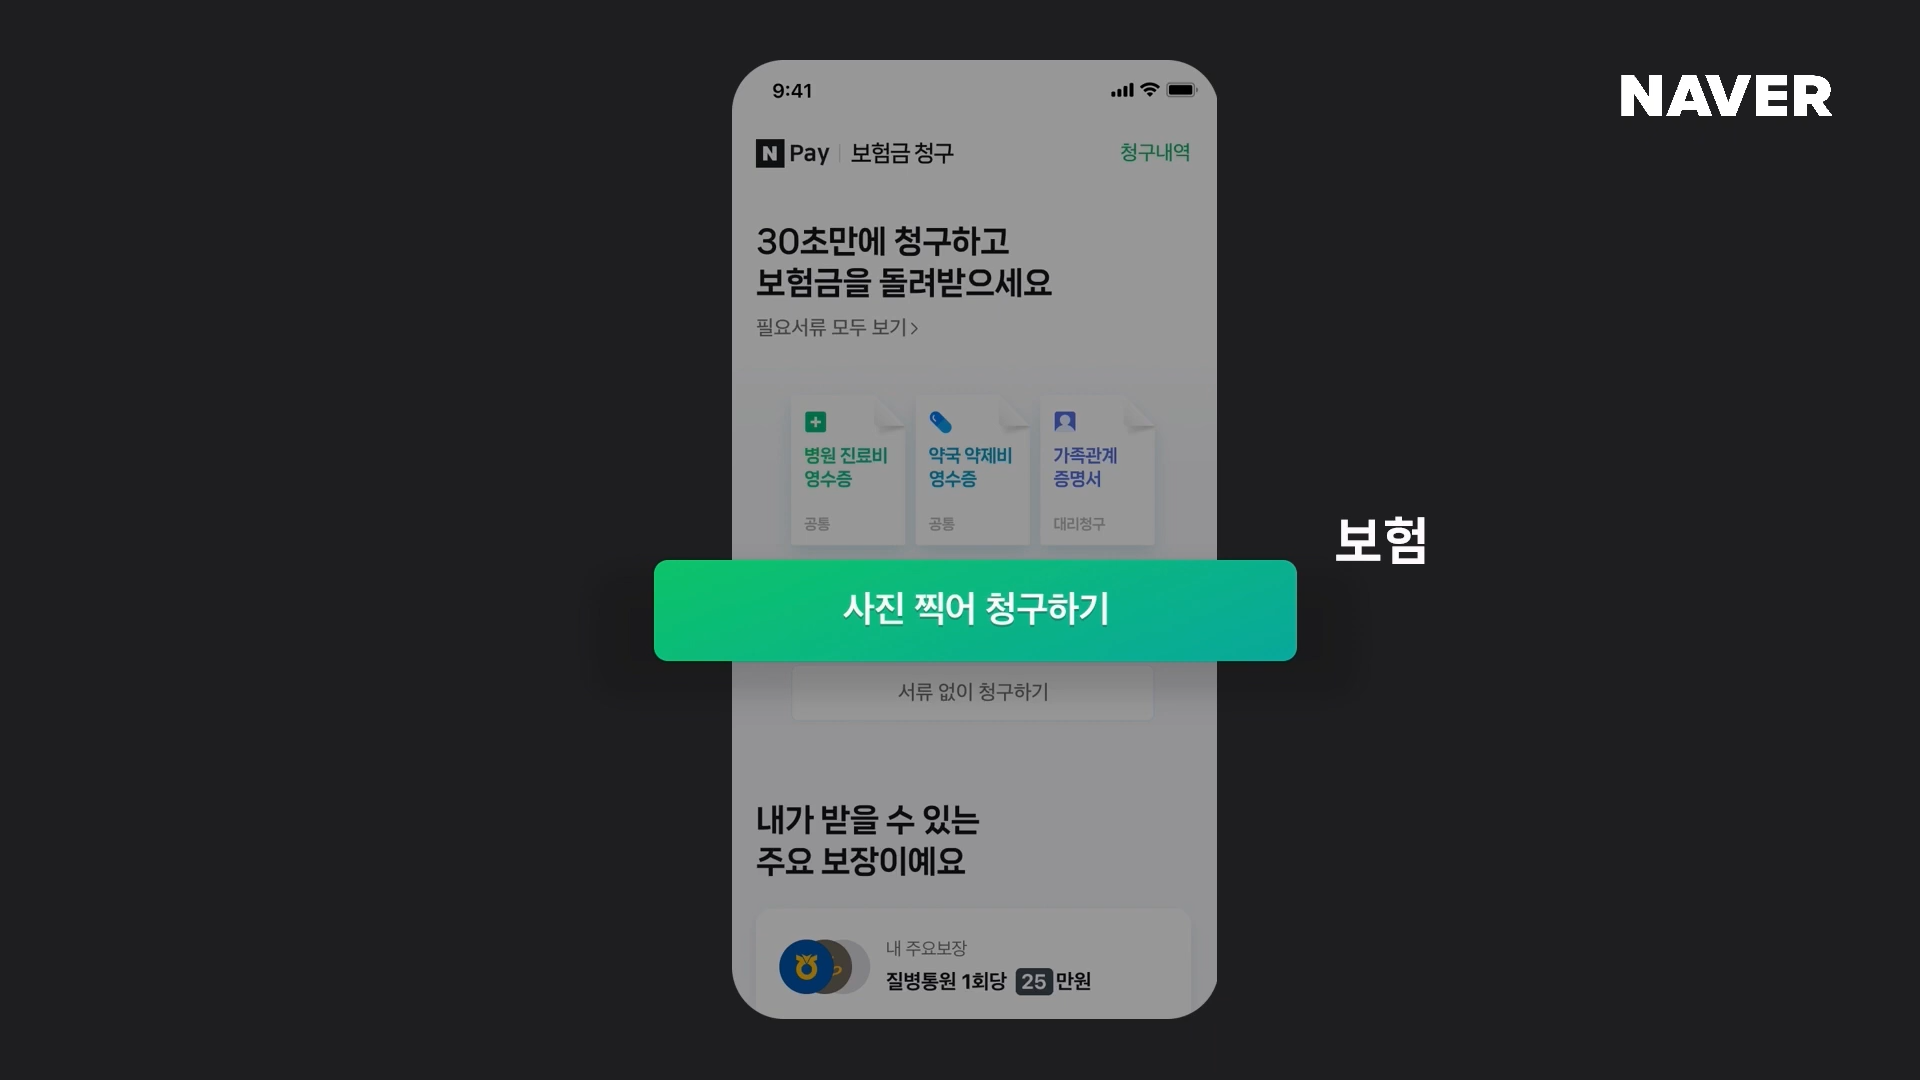 NAVER
9:41
N Pay 보험금 청구
청구내역
30초만에 청구하고
보험금을 돌려받으세요
필요서류 모두 보기 >
병원 진료비
영수증
공통
약국 약제비
영수증
공통
가족관계
증명서
대리청구
사진 찍어 청구하기
보험
서류 없이 청구하기
내가 받을 수 있는
주요 보장이예요
내 주요보장
질병통원 1회당 25만원